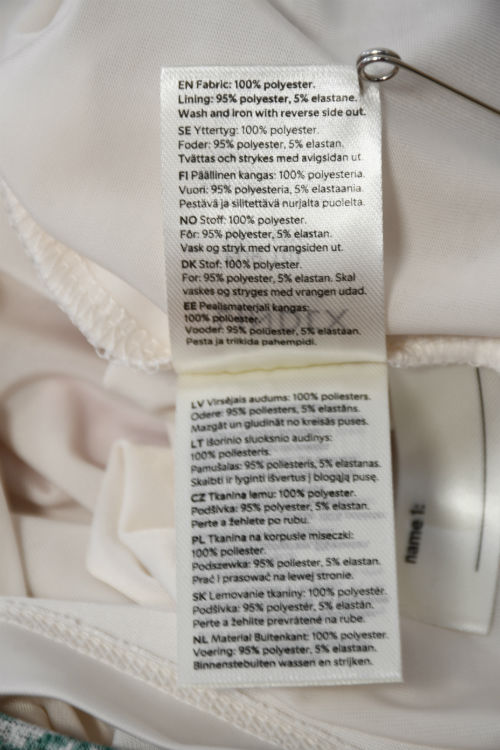 EN Fabric: 100% polyester.
Lining: 95% polyester, 5% elastane.
Wash and iron with reverse side out.
SE Yttertyg: 100% polyester.
Foder: 95% polyester, 5% elastan.
Tvättas och strykes med avigsidan ut.
FI Päällinen kangas: 100% polyesteria.
Vuori: 95% polyesteria, 5% elastaania.
Pestävä ja silitettävä nurjalta puolelta.
NO Stoff: 100% polyester.
Fôr: 95% polyester, 5% elastan.
Vask og stryk med vrangsiden ut.
DK Stof: 100% polyester.
For: 95% polyester, 5% elastan. Skal
vaskes og stryges med vrangen udad.
EE Pealismaterjali kangas:
100% polüester.
Vooder: 95% polüester, 5% elastaan.
Pesta ja triikida pahempidi.
LV Virsējais audums: 100% poliesters.
Odere: 95% poliesters, 5% elastāns.
Mazgāt un gludināt no kreisās puses.
LT Išorinio sluoksnio audinys:
100% poliesteris.
Pamušalas: 95% poliesteris, 5% elastanas.
Skalbti ir lyginti išvertus į blogąją pusę.
CZ Tkanina lemu: 100% polyester.
Podšívka: 95% polyester, 5% elastan.
Perte a žehlete po rubu.
PL Tkanina na korpusie miseczki:
100% poliester.
Podszewka: 95% poliester, 5% elastan.
Prać i prasować na lewej stronie.
SK Lemovanie tkaniny: 100% polyestér.
Podšívka: 95% polyestér, 5% elastán.
Perte a žehlite prevrátené na rube.
NL Material Buitenkant: 100% polyester.
Voering: 95% polyester, 5% elastaan.
Binnenstebuiten wassen en strijken.
name 1: